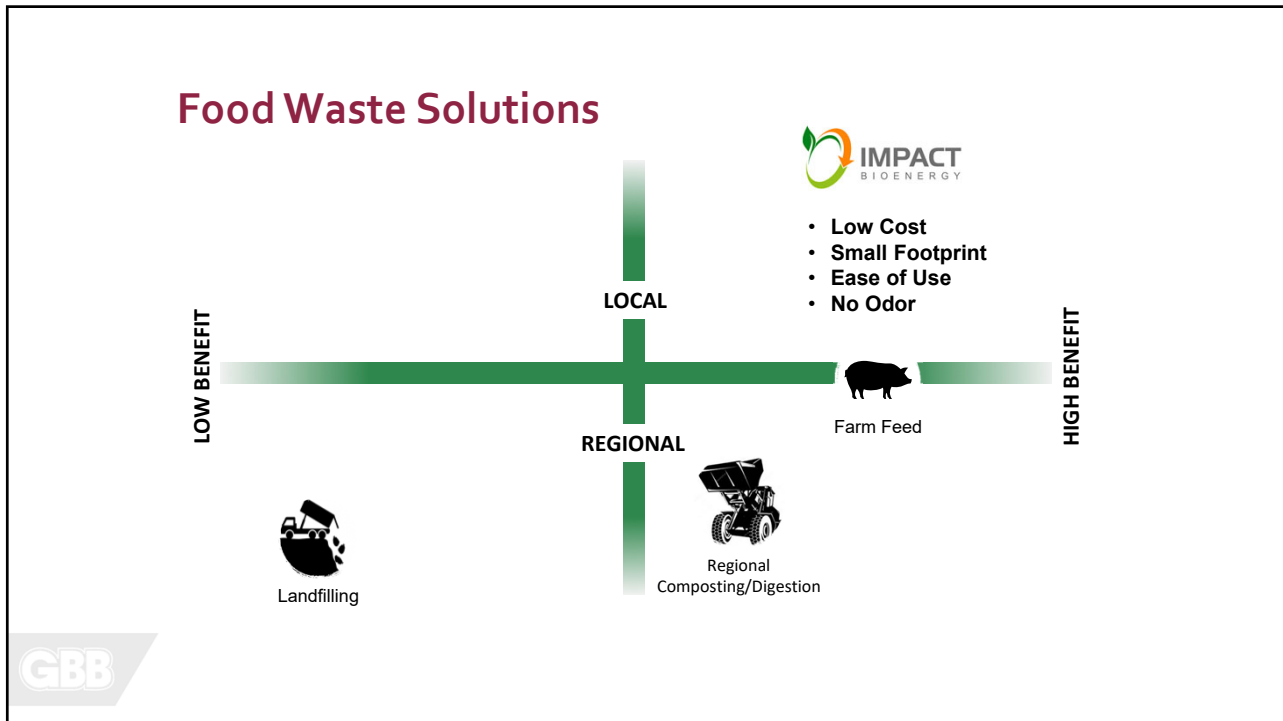 Food Waste Solutions
IMPACT
BIOENERGY
• Low Cost
• Small Footprint
• Ease of Use
• No Odor
LOCAL
LOW BENEFIT
HIGH BENEFIT
Farm Feed
REGIONAL
Regional
Composting/Digestion
Landfilling
GBB